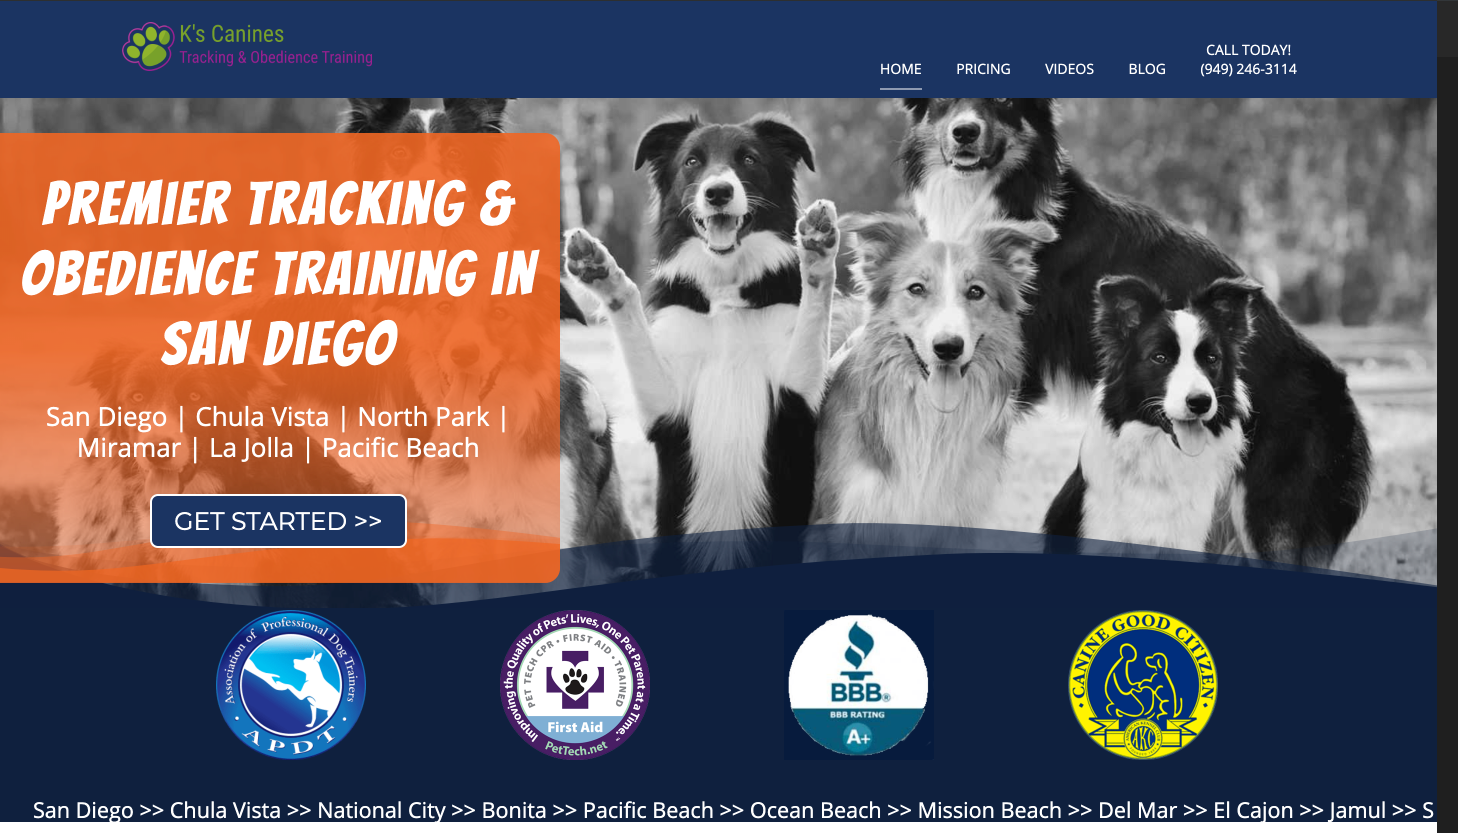 K's Canines
Tracking & Obedience Training
CALL TODAY!
HOME PRICING VIDEOS BLOG (949) 246-3114
PREMIER TRACKING &
OBEDIENCE TRAINING IN
SAN DIEGO
San Diego | Chula Vista | North Park |
Miramar | La Jolla | Pacific Beach
GET STARTED >>
Association of Professional Dog Trainers
APDT
Improving the Quality of Pets' Lives, One Pet Parent at a Time.
PET TECH CPR • FIRST AID • TRAINED
First Aid
PetTech.net
BBB®
BBB RATING
A+
CANINE GOOD CITIZEN
AKC
San Diego >> Chula Vista >> National City >> Bonita >> Pacific Beach >> Ocean Beach >> Mission Beach >> Del Mar >> El Cajon >> Jamul >> S